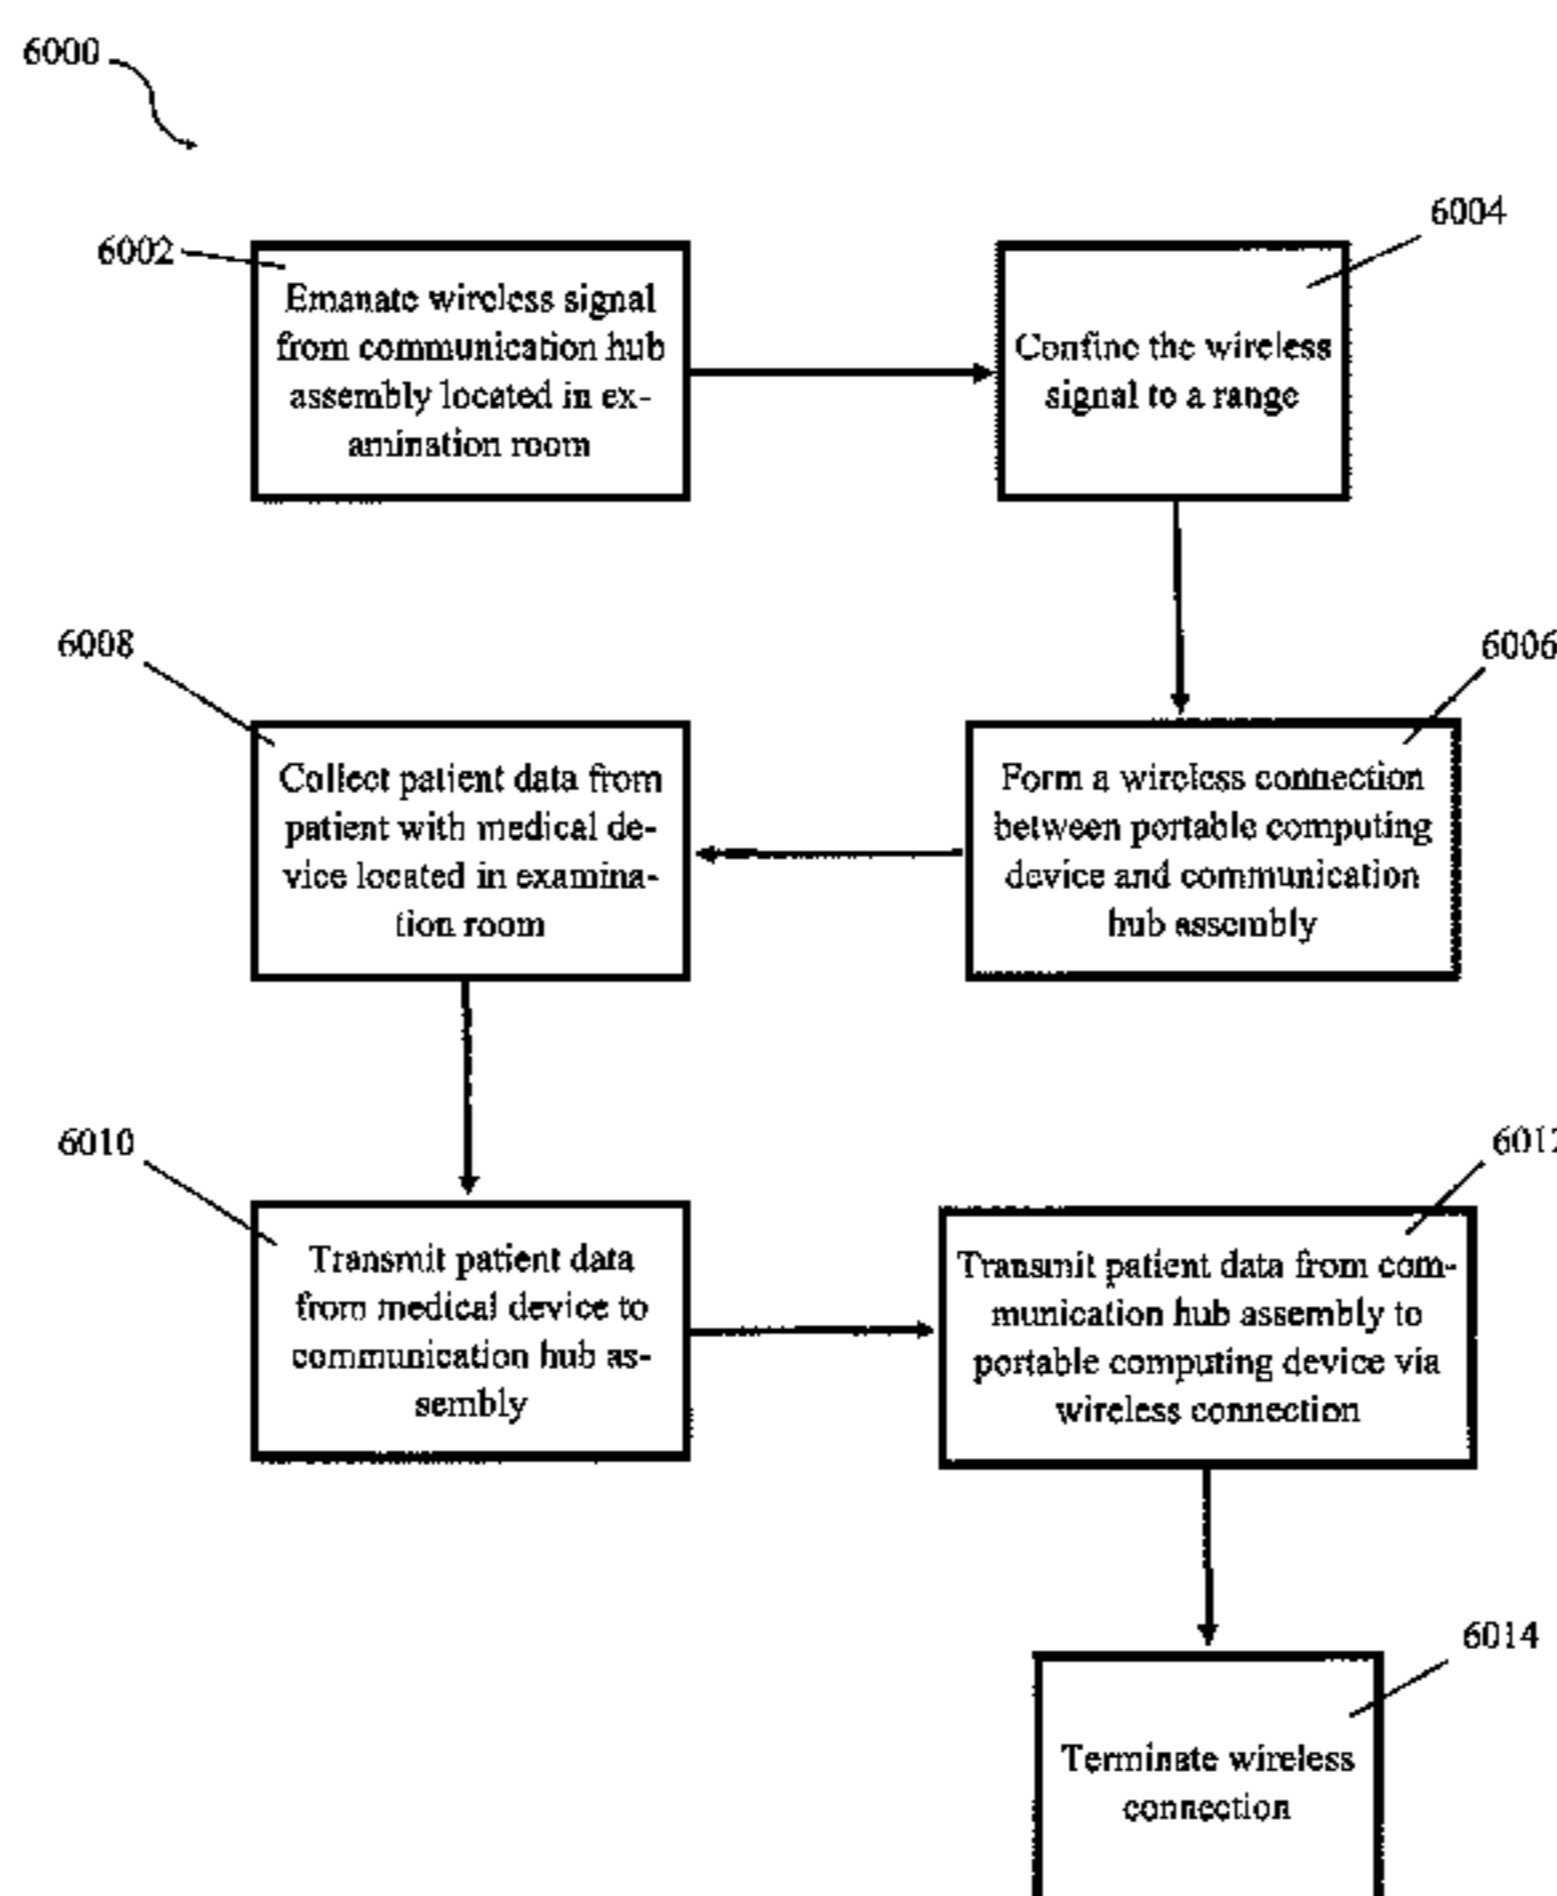 6000
6002
Emanate wireless signal
from communication hub
assembly located in ex-
amination room
6004
Confine the wireless
signal to a range
6006
Form a wireless connection
between portable computing
device and communication
hub assembly
6008
Collect patient data from
patient with medical de-
vice located in examina-
tion room
6010
Transmit patient data
from medical device to
communication hub as-
sembly
6012
Transmit patient data from com-
munication hub assembly to
portable computing device via
wireless connection
6014
Terminate wireless
connection